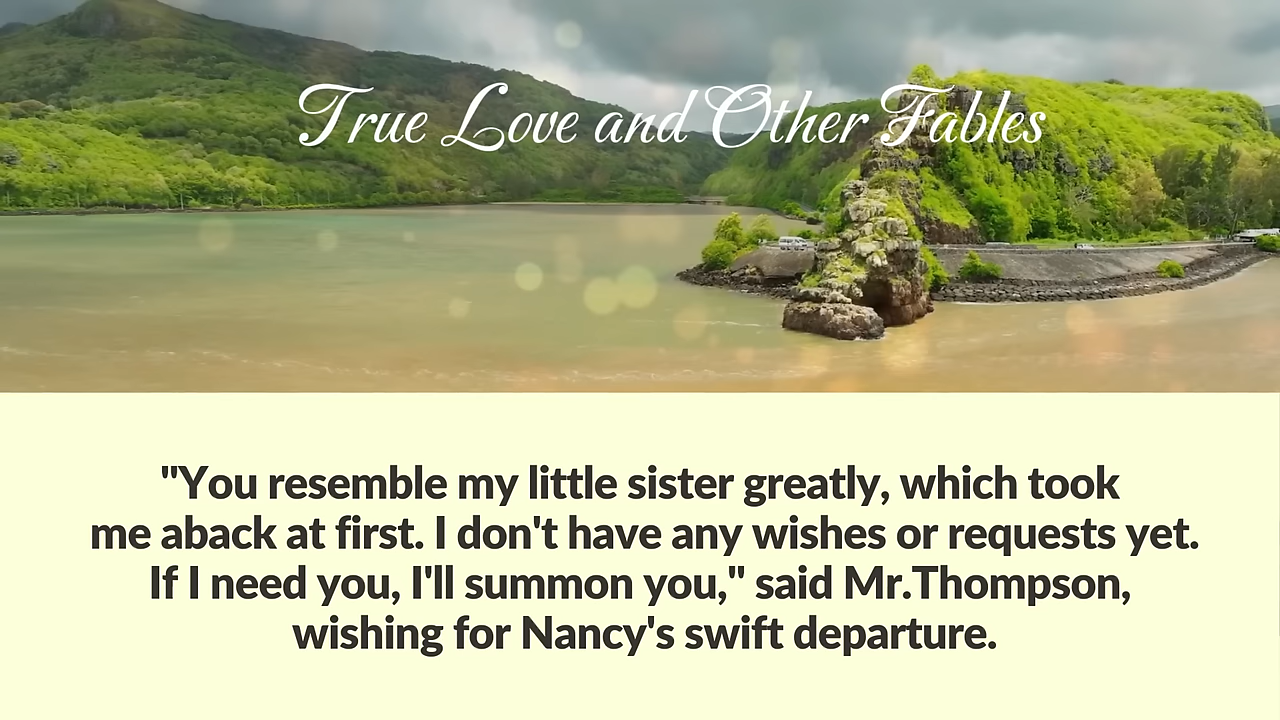 True Love and Other Fables
"You resemble my little sister greatly, which took
me aback at first. I don't have any wishes or requests yet.
If I need you, I'll summon you," said Mr.Thompson,
wishing for Nancy's swift departure.